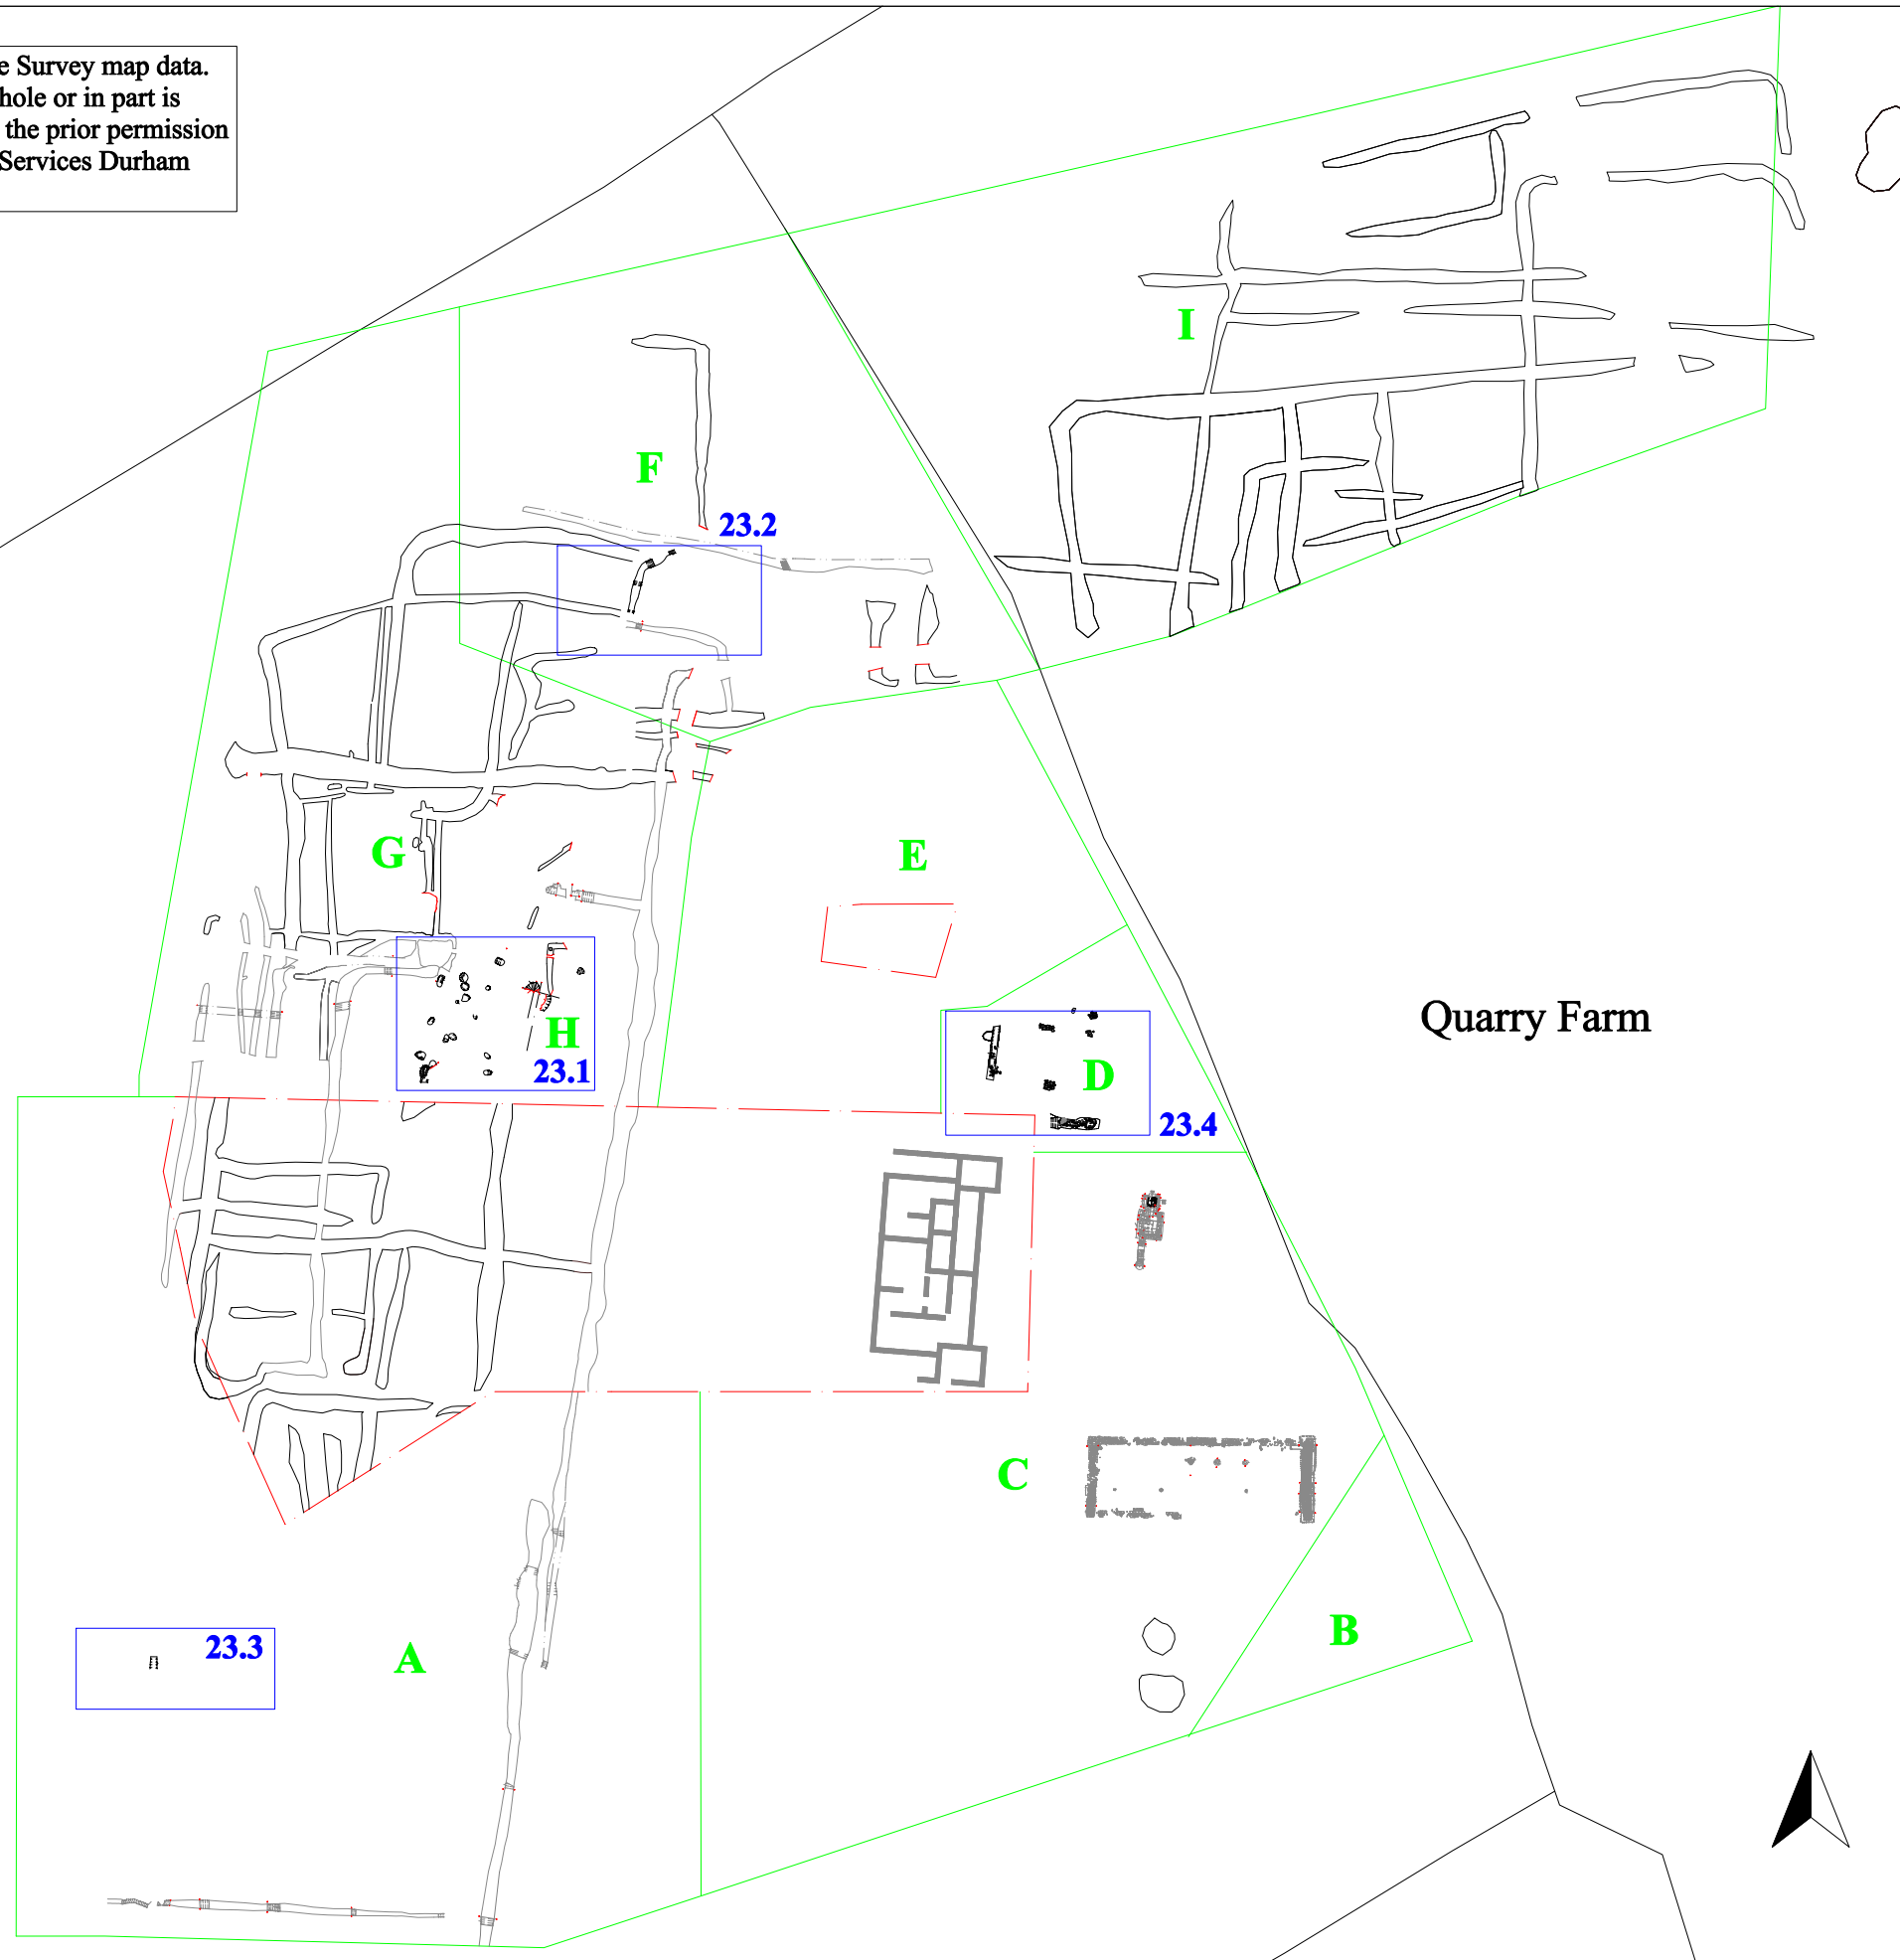 e Survey map data.
hole or in part is
the prior permission
Services Durham
I
F
23.2
G
E
H
23.1
D
23.4
Quarry Farm
C
B
23.3
A